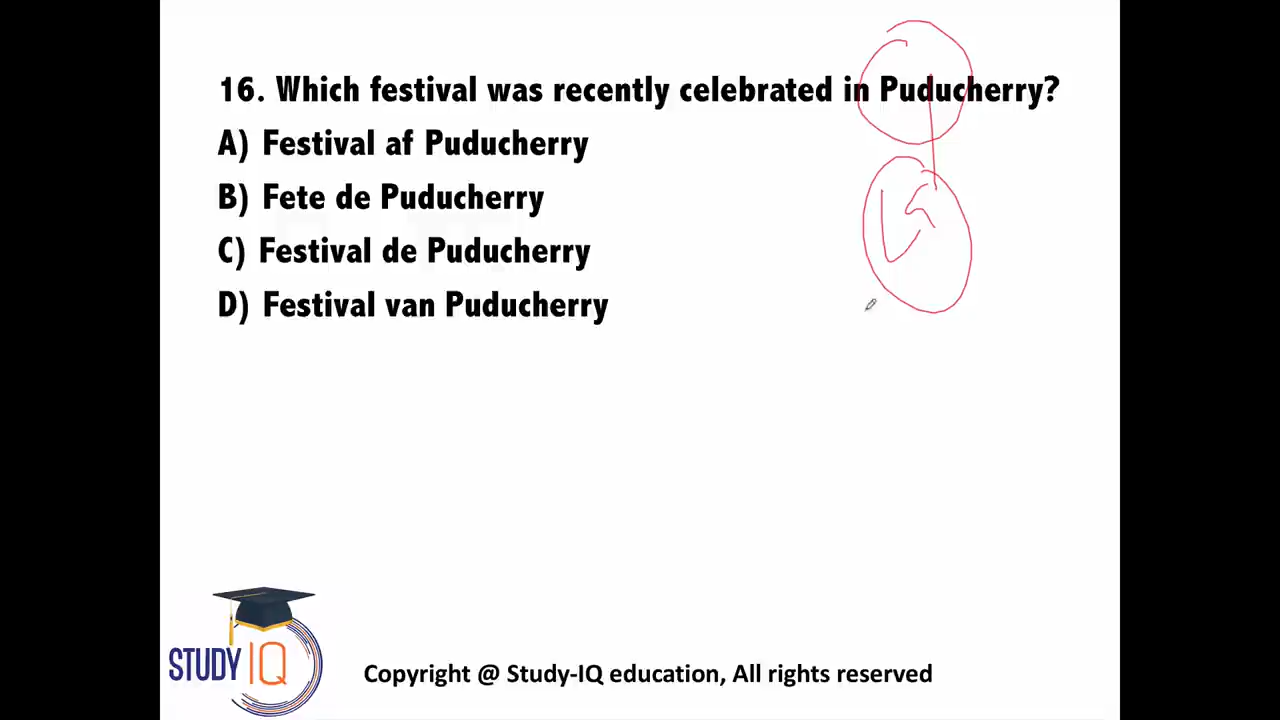 16. Which festival was recently celebrated in Puducherry?
A) Festival af Puducherry
B) Fete de Puducherry
C) Festival de Puducherry
D) Festival van Puducherry
STUDY IQ
Copyright @ Study-IQ education, All rights reserved